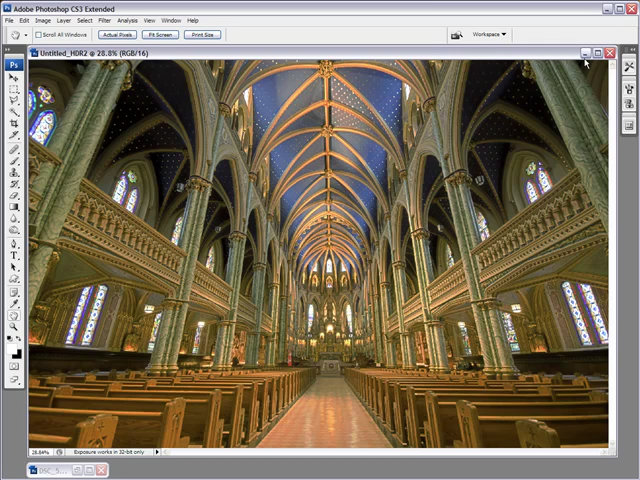 Adobe Photoshop CS3 Extended
File Edit Image Layer Select Filter Analysis View Window Help
Scroll All Windows Actual Pixels Fit Screen Print Size Workspace
Untitled_HDR2 @ 28.8% (RGB/16)
Ps
28.84% Exposure works in 32-bit only
DSC_5...